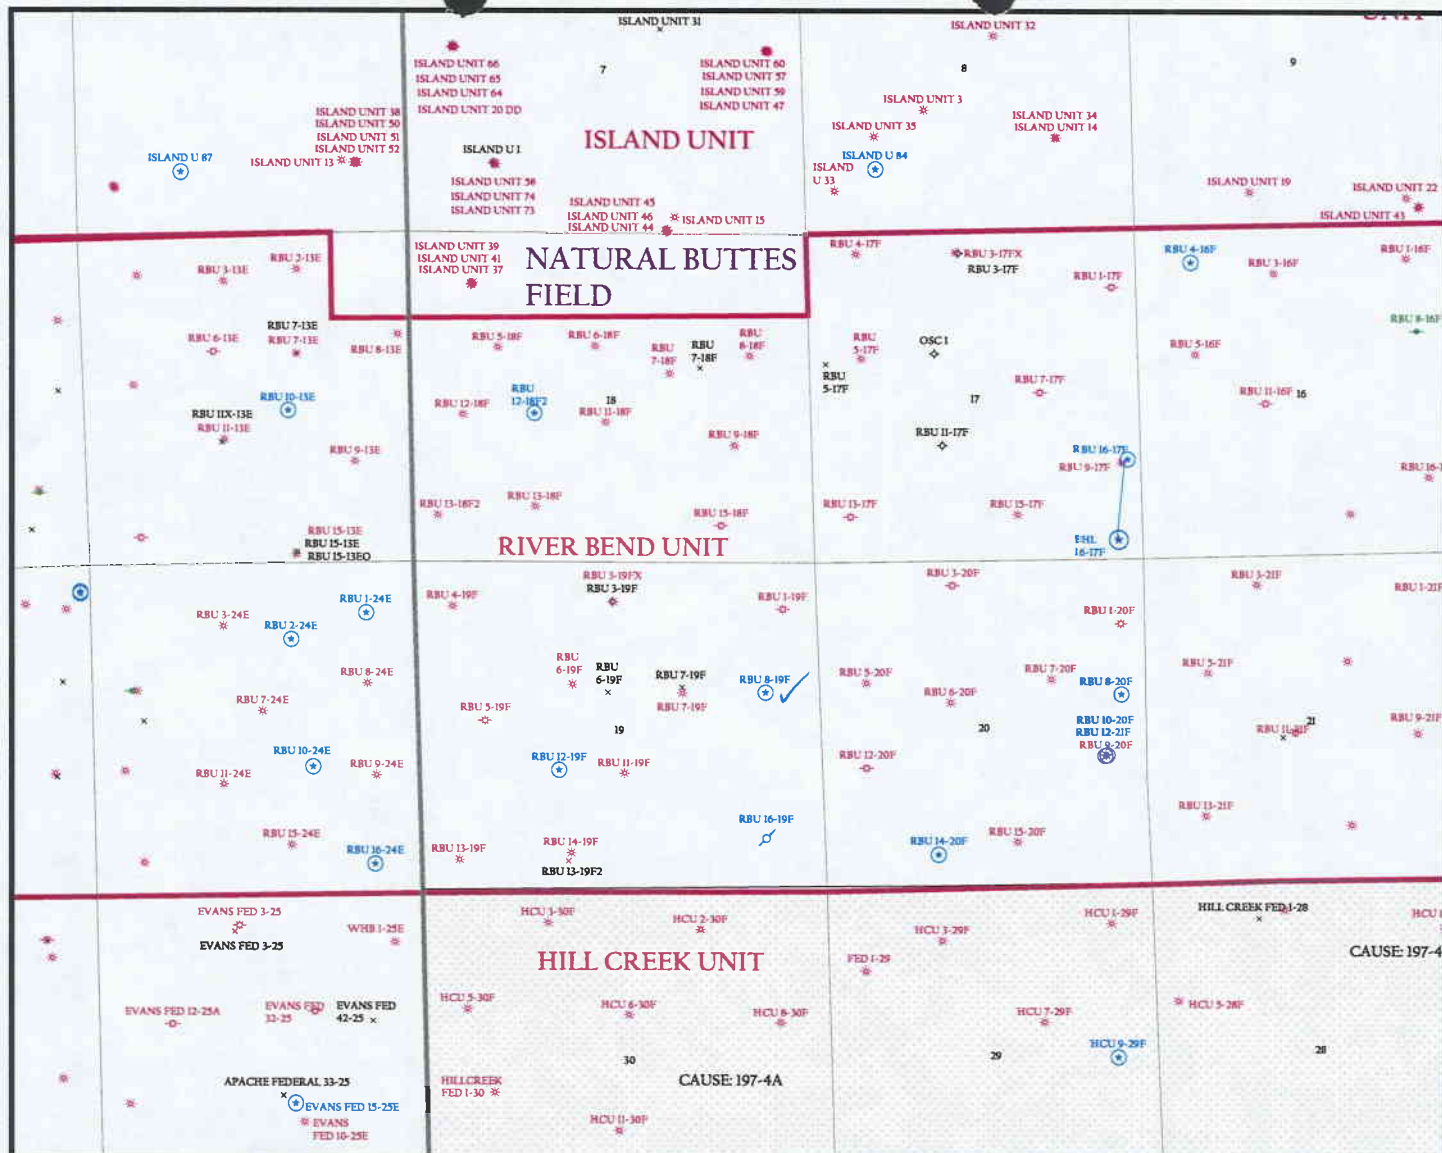 ISLAND UNIT 31
ISLAND UNIT 32
ISLAND UNIT 66
ISLAND UNIT 65
ISLAND UNIT 64
ISLAND UNIT 20 DD
7
ISLAND UNIT 60
ISLAND UNIT 57
ISLAND UNIT 59
ISLAND UNIT 47
8
9
ISLAND UNIT 38
ISLAND UNIT 50
ISLAND UNIT 51
ISLAND UNIT 52
ISLAND UNIT 13
ISLAND U 87
ISLAND U 1
ISLAND UNIT
ISLAND UNIT 3
ISLAND UNIT 35
ISLAND UNIT 34
ISLAND UNIT 14
ISLAND U 84
ISLAND
U 33
ISLAND UNIT 58
ISLAND UNIT 74
ISLAND UNIT 73
ISLAND UNIT 45
ISLAND UNIT 46
ISLAND UNIT 44
ISLAND UNIT 15
ISLAND UNIT 19
ISLAND UNIT 22
ISLAND UNIT 43
ISLAND UNIT 39
ISLAND UNIT 41
ISLAND UNIT 37
NATURAL BUTTES
FIELD
RBU 2-13E
RBU 3-13E
RBU 4-17F
RBU 3-17FX
RBU 3-17F
RBU 1-17F
RBU 4-16F
RBU 3-16F
RBU 1-16F
RBU 8-16F
RBU 7-13E
RBU 7-13E
RBU 6-13E
RBU 8-13E
RBU 5-18F
RBU 6-18F
RBU
7-18F
RBU
7-18F
RBU
8-18F
RBU
5-17F
RBU
5-17F
OSC 1
RBU 7-17F
RBU 5-16F
RBU 11-16F
16
RBU 10-13E
RBU 11X-13E
RBU 11-13E
RBU 9-13E
RBU 12-18F
RBU
12-18F2
18
RBU 11-18F
RBU 9-18F
17
RBU 11-17F
RBU 16-17F
RBU 9-17F
RBU 13-18F2
RBU 13-18F
RBU 15-18F
RBU 13-17F
RBU 15-17F
BHL
16-17F
RBU 15-13E
RBU 15-13E
RBU 15-13EO
RIVER BEND UNIT
RBU 1-24E
RBU 3-24E
RBU 2-24E
RBU 4-19F
RBU 3-19FX
RBU 3-19F
RBU 1-19F
RBU 3-20F
RBU 1-20F
RBU 3-21F
RBU 1-21F
RBU 8-24E
RBU 7-24E
RBU
6-19F
RBU
6-19F
RBU 7-19F
RBU 7-19F
RBU 8-19F
RBU 5-19F
19
RBU 5-20F
RBU 6-20F
RBU 7-20F
RBU 8-20F
RBU 5-21F
20
RBU 10-20F
RBU 12-21F
RBU 9-20F
21
RBU 9-21F
RBU 10-24E
RBU 9-24E
RBU 11-24E
RBU 12-19F
RBU 11-19F
RBU 12-20F
RBU 13-21F
RBU 15-24E
RBU 16-24E
RBU 13-19F
RBU 14-19F
RBU 13-19F2
RBU 16-19F
RBU 14-20F
RBU 15-20F
EVANS FED 3-25
EVANS FED 3-25
WHB 1-25E
HCU 3-30F
HCU 2-30F
HCU 3-29F
HCU 1-29F
HILL CREEK FED 1-28
HILL CREEK UNIT
FED 1-29
CAUSE: 197-4
EVANS FED 12-25A
EVANS FED
32-25
EVANS FED
42-25
HCU 5-30F
HCU 6-30F
HCU 8-30F
HCU 7-29F
HCU 5-28F
HCU 9-29F
30
29
28
APACHE FEDERAL 33-25
EVANS FED 15-25E
EVANS
FED 10-25E
HILLCREEK
FED 1-30
CAUSE: 197-4A
HCU 11-30F